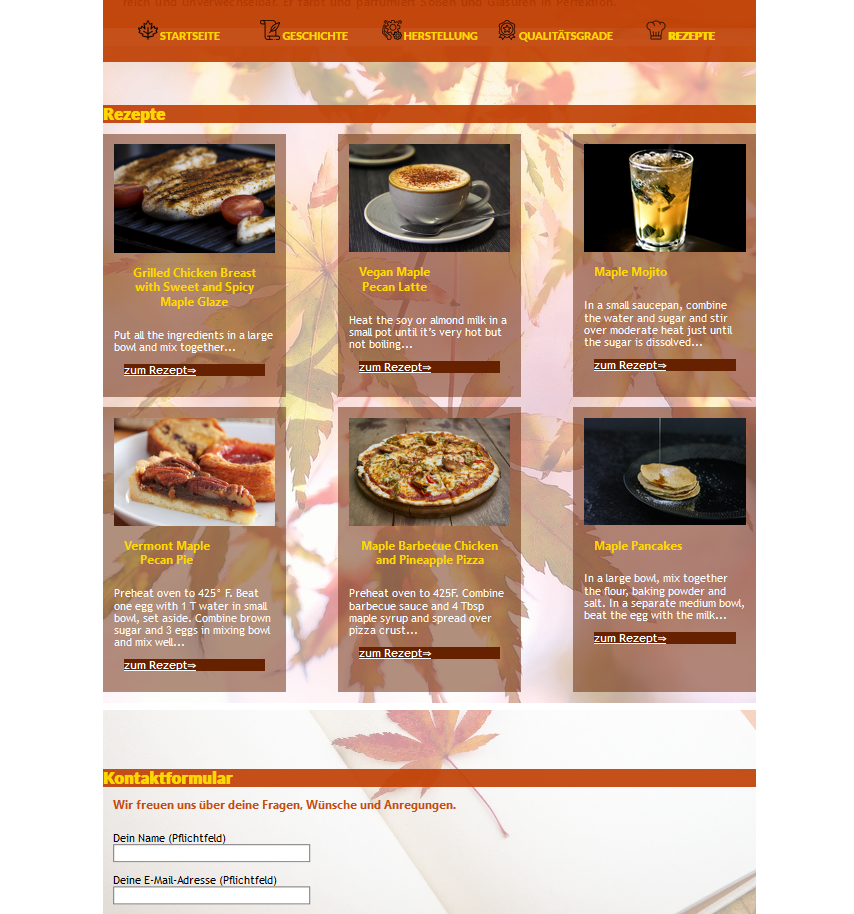 reich und unverwechselbar. Er färbt und parfümiert Soßen und Glasuren in Perfektion.
STARTSEITE GESCHICHTE HERSTELLUNG QUALITÄTSGRADE REZEPTE
Rezepte
Grilled Chicken Breast
with Sweet and Spicy
Maple Glaze
Put all the ingredients in a large
bowl and mix together...
zum Rezept⇒
Vegan Maple
Pecan Latte
Heat the soy or almond milk in a
small pot until it's very hot but
not boiling...
zum Rezept⇒
Maple Mojito
In a small saucepan, combine
the water and sugar and stir
over moderate heat just until
the sugar is dissolved...
zum Rezept⇒
Vermont Maple
Pecan Pie
Preheat oven to 425° F. Beat
one egg with 1 T water in small
bowl, set aside. Combine brown
sugar and 3 eggs in mixing bowl
and mix well...
zum Rezept⇒
Maple Barbecue Chicken
and Pineapple Pizza
Preheat oven to 425F. Combine
barbecue sauce and 4 Tbsp
maple syrup and spread over
pizza crust...
zum Rezept⇒
Maple Pancakes
In a large bowl, mix together
the flour, baking powder and
salt. In a separate medium bowl,
beat the egg with the milk...
zum Rezept⇒
Kontaktformular
Wir freuen uns über deine Fragen, Wünsche und Anregungen.
Dein Name (Pflichtfeld)
Deine E-Mail-Adresse (Pflichtfeld)